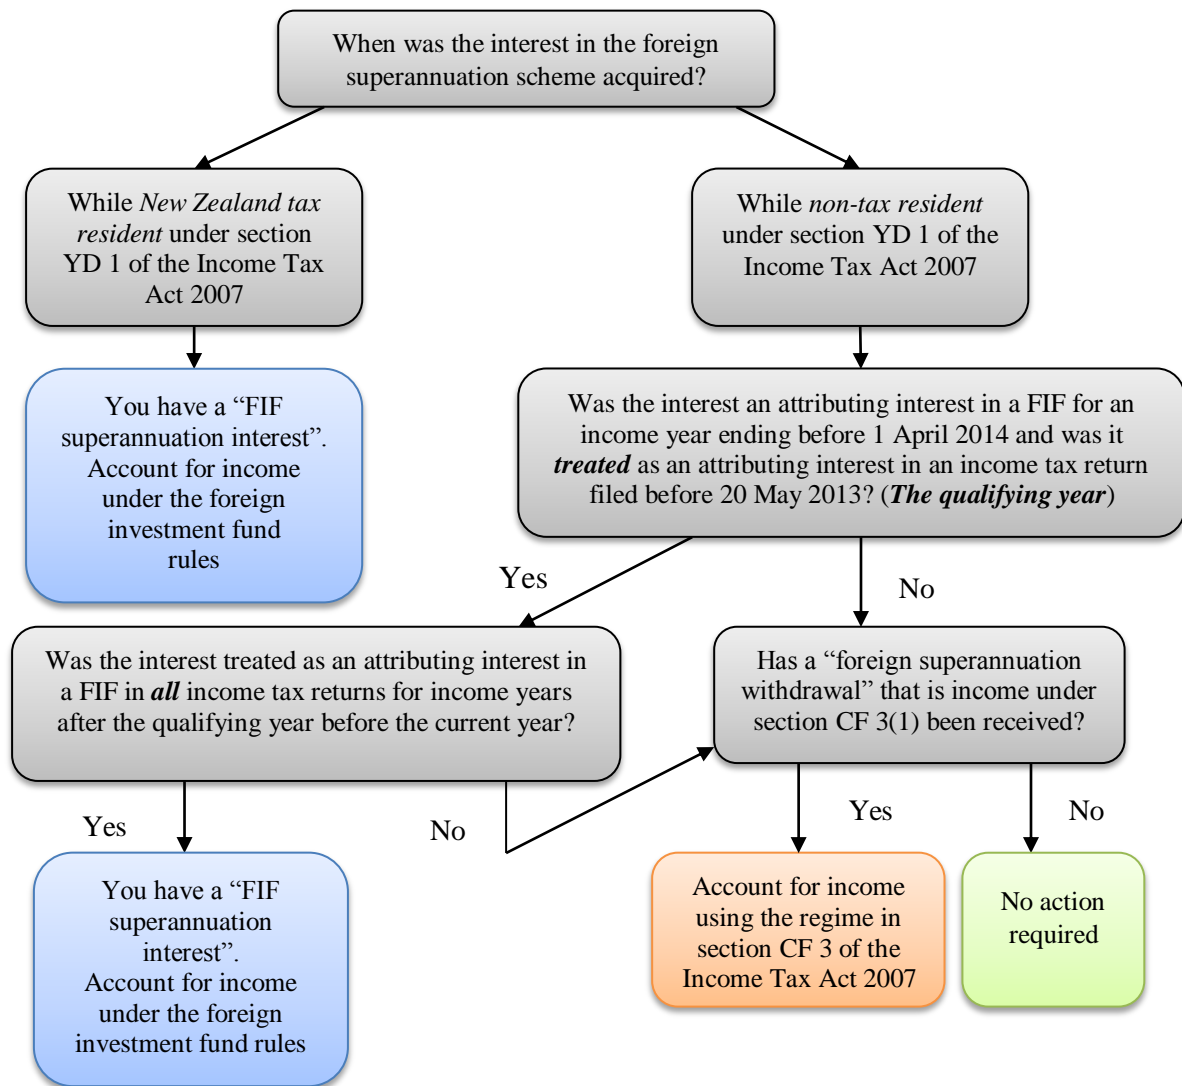 When was the interest in the foreign
superannuation scheme acquired?
While New Zealand tax
resident under section
YD 1 of the Income Tax
Act 2007
While non-tax resident
under section YD 1 of the
Income Tax Act 2007
You have a “FIF
superannuation interest”.
Account for income
under the foreign
investment fund
rules
Was the interest an attributing interest in a FIF for an
income year ending before 1 April 2014 and was it
treated as an attributing interest in an income tax return
filed before 20 May 2013? (The qualifying year)
Yes
No
Was the interest treated as an attributing interest in
a FIF in all income tax returns for income years
after the qualifying year before the current year?
Has a “foreign superannuation
withdrawal” that is income under
section CF 3(1) been received?
Yes
No
Yes
No
You have a “FIF
superannuation
interest”.
Account for income
under the foreign
investment fund rules
Account for income
using the regime in
section CF 3 of the
Income Tax Act 2007
No action
required